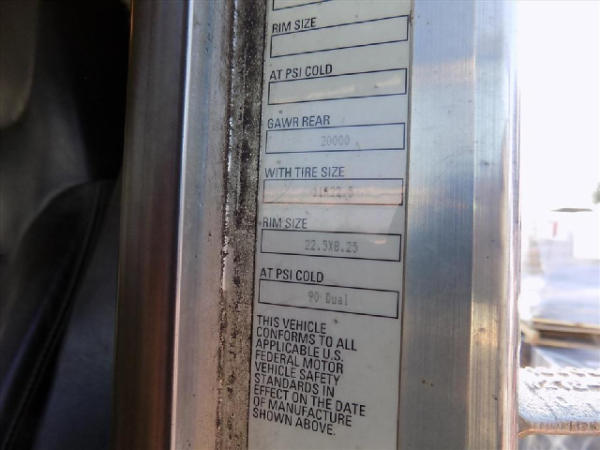 RIM SIZE
AT PSI COLD
GAWR REAR
20000
WITH TIRE SIZE
11R22.5
RIM SIZE
22.5X8.25
AT PSI COLD
90 Dual
THIS VEHICLE
CONFORMS TO ALL
APPLICABLE U.S.
FEDERAL MOTOR
VEHICLE SAFETY
STANDARDS IN
EFFECT ON THE DATE
OF MANUFACTURE
SHOWN ABOVE.